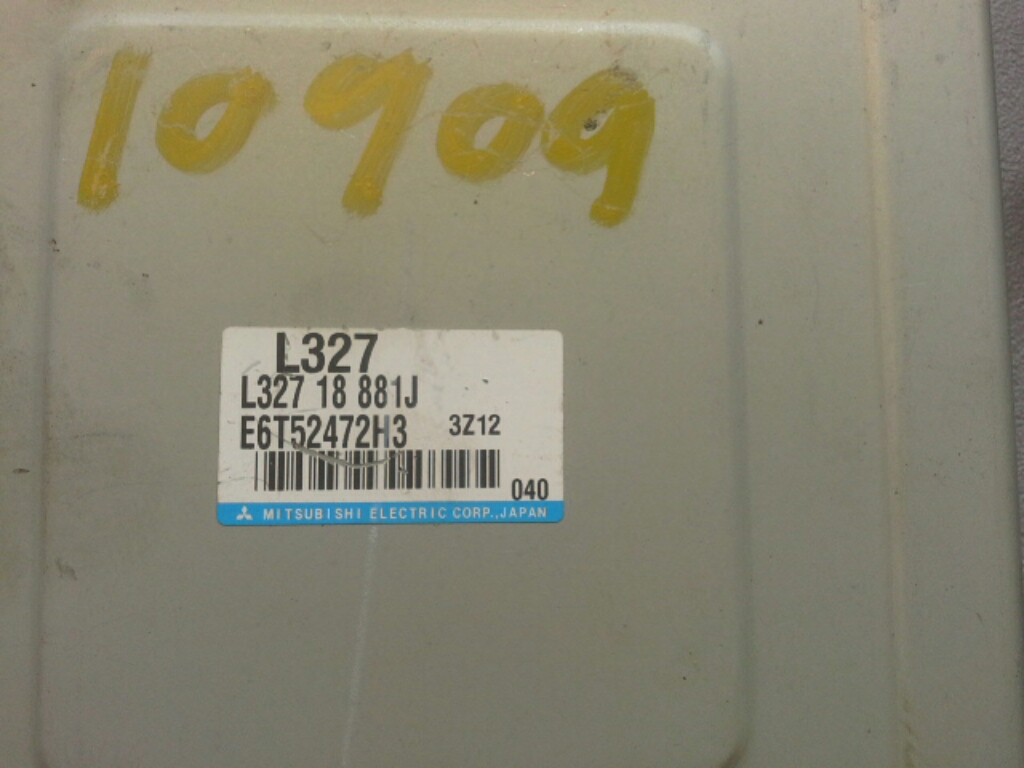 10909
L327
L327 18 881J
E6T52472H3 3Z12
040
MITSUBISHI ELECTRIC CORP.,JAPAN